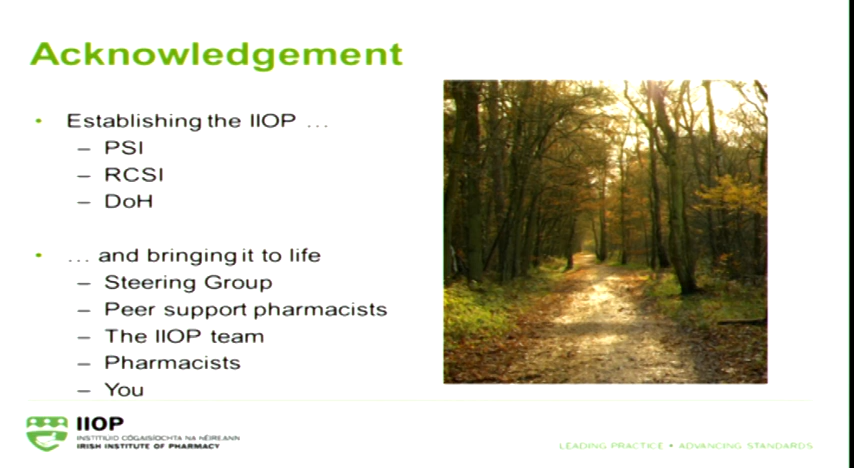 Acknowledgement
• Establishing the IIOP ...
– PSI
– RCSI
– DoH
• ... and bringing it to life
– Steering Group
– Peer support pharmacists
– The IIOP team
– Pharmacists
– You
IIOP
INSTITIÚID CÓGAISÍOCHTA NA HÉIREANN
IRISH INSTITUTE OF PHARMACY
LEADING PRACTICE • ADVANCING STANDARDS